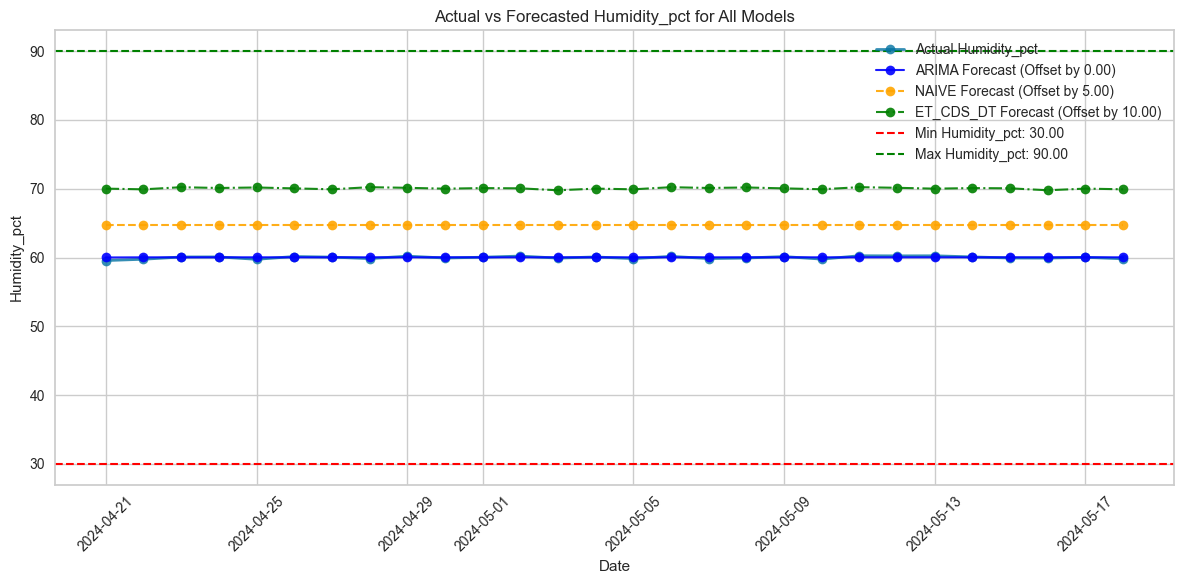 Actual vs Forecasted Humidity_pct for All Models
Actual Humidity_pct
ARIMA Forecast (Offset by 0.00)
NAIVE Forecast (Offset by 5.00)
ET_CDS_DT Forecast (Offset by 10.00)
Min Humidity_pct: 30.00
Max Humidity_pct: 90.00
Humidity_pct
90
80
70
60
50
40
30
2024-04-21
2024-04-25
2024-04-29
2024-05-01
2024-05-05
2024-05-09
2024-05-13
2024-05-17
Date